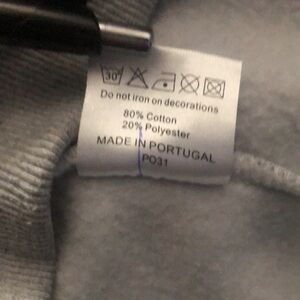 30°
Do not iron on decorations
80% Cotton
20% Polyester
MADE IN PORTUGAL
P031